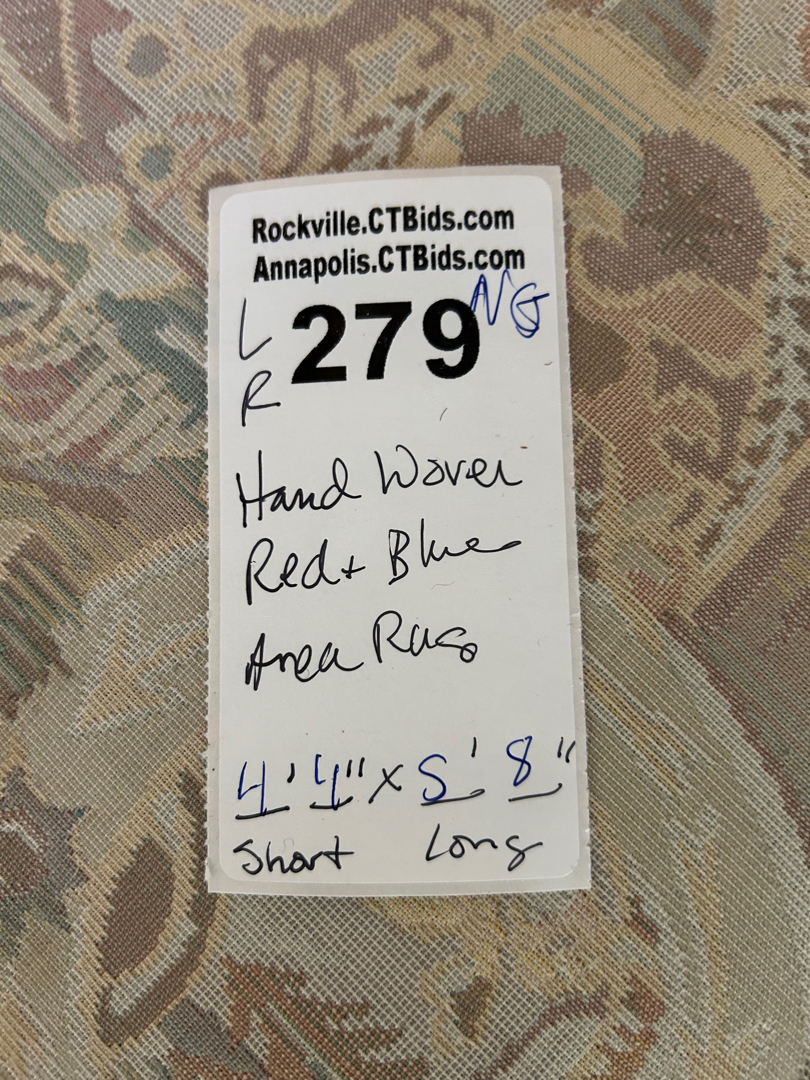 Rockville.CTBids.com
Annapolis.CTBids.com
L 279 NG
R
Hand Woven
Red + Blue
Area Rug
4' 4" x 5' 8"
Short Long